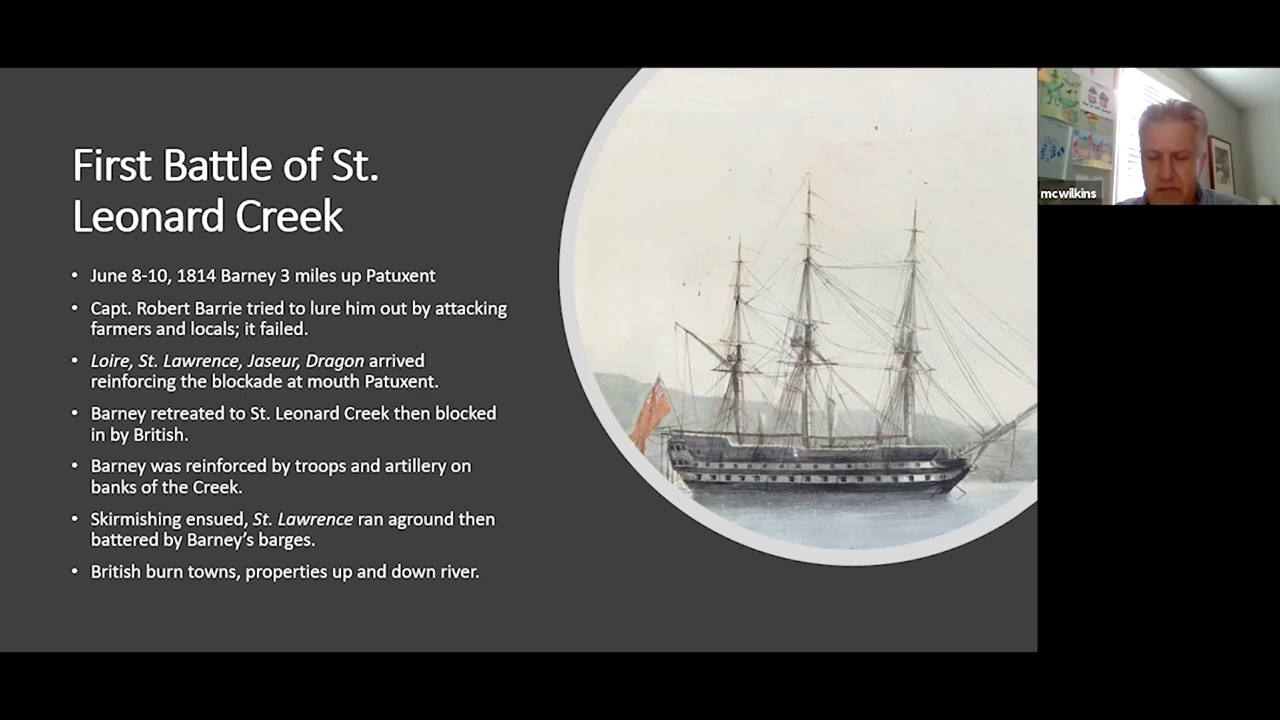 First Battle of St.
Leonard Creek
• June 8-10, 1814 Barney 3 miles up Patuxent
• Capt. Robert Barrie tried to lure him out by attacking
farmers and locals; it failed.
• Loire, St. Lawrence, Jaseur, Dragon arrived
reinforcing the blockade at mouth Patuxent.
• Barney retreated to St. Leonard Creek then blocked
in by British.
• Barney was reinforced by troops and artillery on
banks of the Creek.
• Skirmishing ensued, St. Lawrence ran aground then
battered by Barney’s barges.
• British burn towns, properties up and down river.
mcwilkins